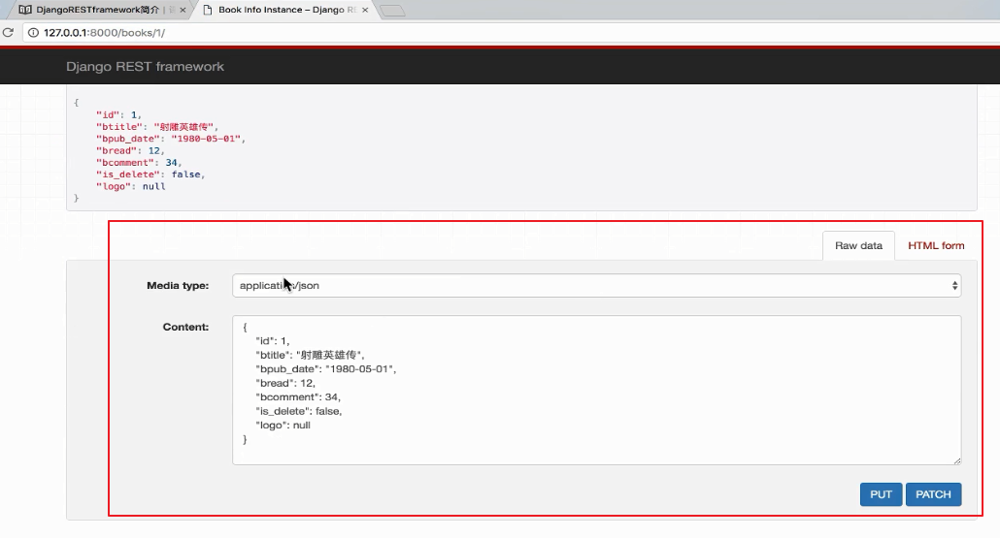 DjangoRESTframework简介 |
Book Info Instance – Django R
127.0.0.1:8000/books/1/
Django REST framework
{
"id": 1,
"btitle": "射雕英雄传",
"bpub_date": "1980-05-01",
"bread": 12,
"bcomment": 34,
"is_delete": false,
"logo": null
}
Raw data
HTML form
Media type:
application/json
Content:
{
"id": 1,
"btitle": "射雕英雄传",
"bpub_date": "1980-05-01",
"bread": 12,
"bcomment": 34,
"is_delete": false,
"logo": null
}
PUT
PATCH